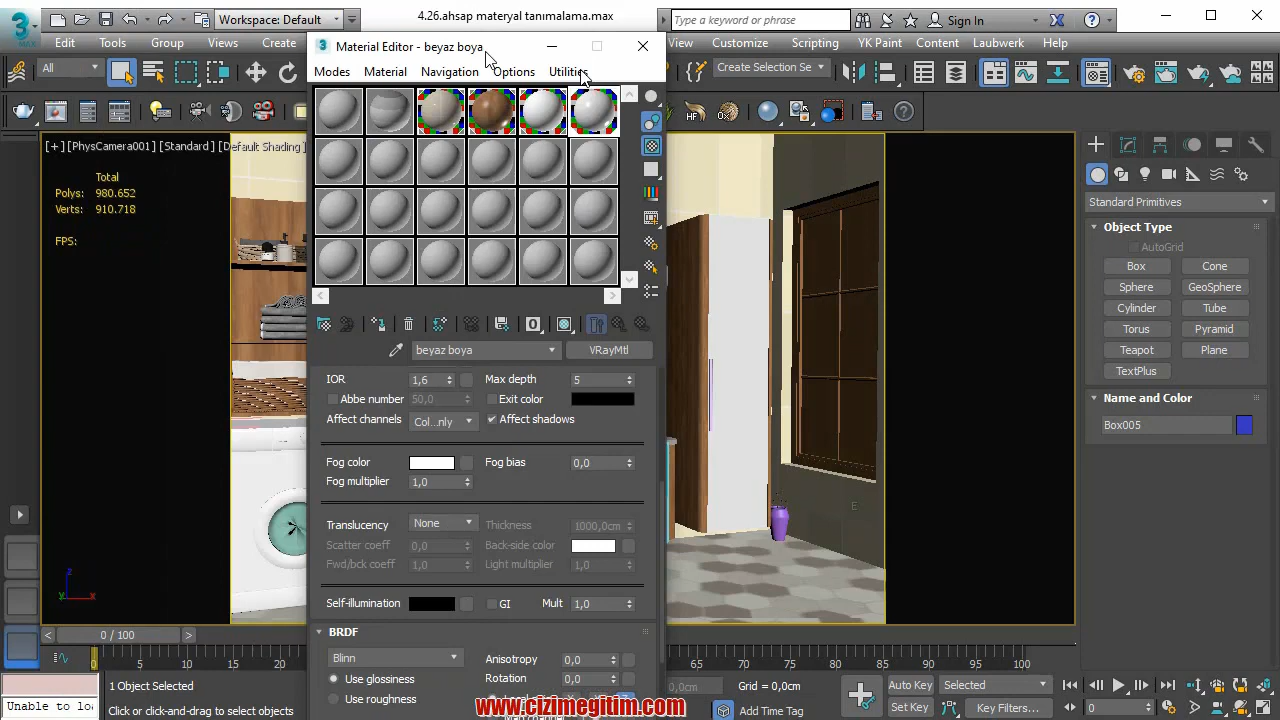 Workspace: Default
4.26.ahsap materyal tanımalama.max
Type a keyword or phrase
Sign In
Edit Tools Group Views Create
Customize Scripting YK Paint Content Laubwerk Help
All
Create Selection Se
Material Editor - beyaz boya
Modes Material Navigation Options Utilities
[+] [PhysCamera001] [Standard] [Default Shading]
Total
Polys: 980.652
Verts: 910.718
FPS:
Standard Primitives
Object Type
AutoGrid
Box Cone
Sphere GeoSphere
Cylinder Tube
Torus Pyramid
Teapot Plane
TextPlus
Name and Color
Box005
beyaz boya VRayMtl
IOR 1,6 Max depth 5
Abbe number 50,0 Exit color
Affect channels Col...nly Affect shadows
Fog color Fog bias 0,0
Fog multiplier 1,0
Translucency None Thickness 1000,0cm
Scatter coeff 0,0 Back-side color
Fwd/bck coeff 1,0 Light multiplier 1,0
Self-illumination GI Mult 1,0
BRDF
Blinn Anisotropy 0,0
Use glossiness Rotation 0,0
Use roughness
0 / 100
0 5 10 15 20 65 70 75 80 85 90 95 100
1 Object Selected
Click or click-and-drag to select objects
Unable to lo
0,0cm Grid = 0,0cm
Add Time Tag
Auto Key Selected
Set Key Key Filters...
0
www.cizimegitim.com